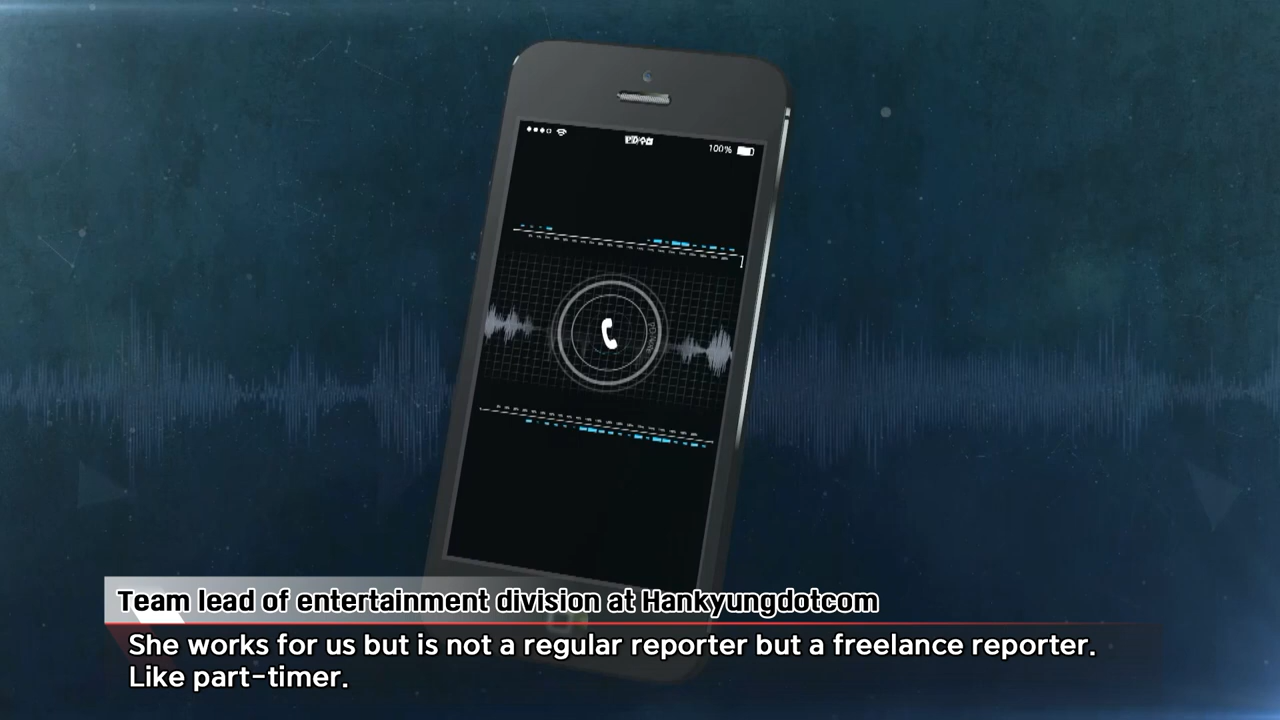 100%
Team lead of entertainment division at Hankyungdotcom
She works for us but is not a regular reporter but a freelance reporter.
Like part-timer.